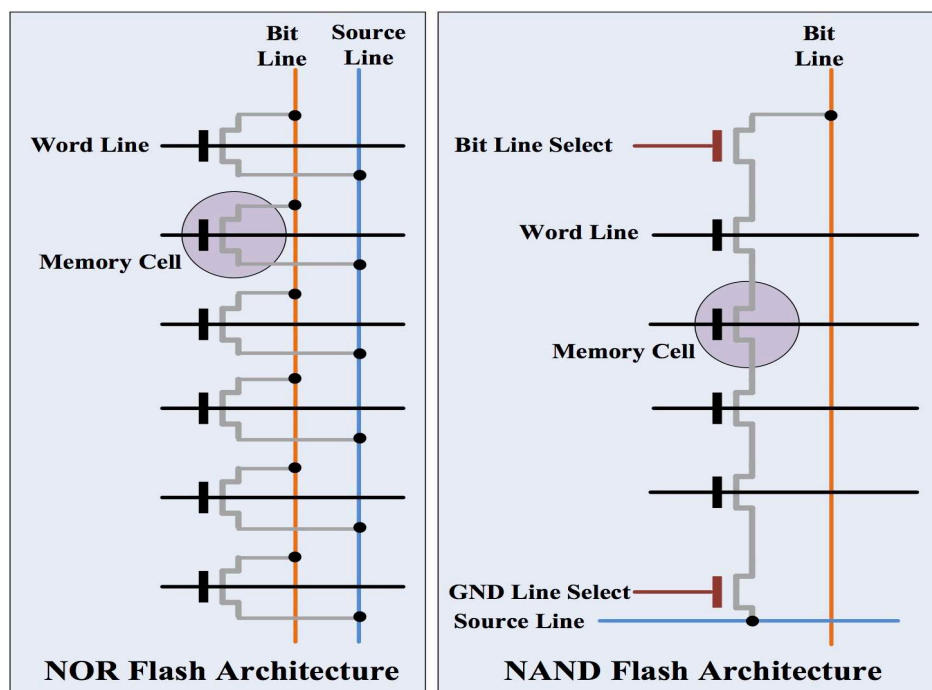 Bit
Line
Source
Line
Word Line
Memory Cell
NOR Flash Architecture
Bit
Line
Bit Line Select
Word Line
Memory Cell
GND Line Select
Source Line
NAND Flash Architecture